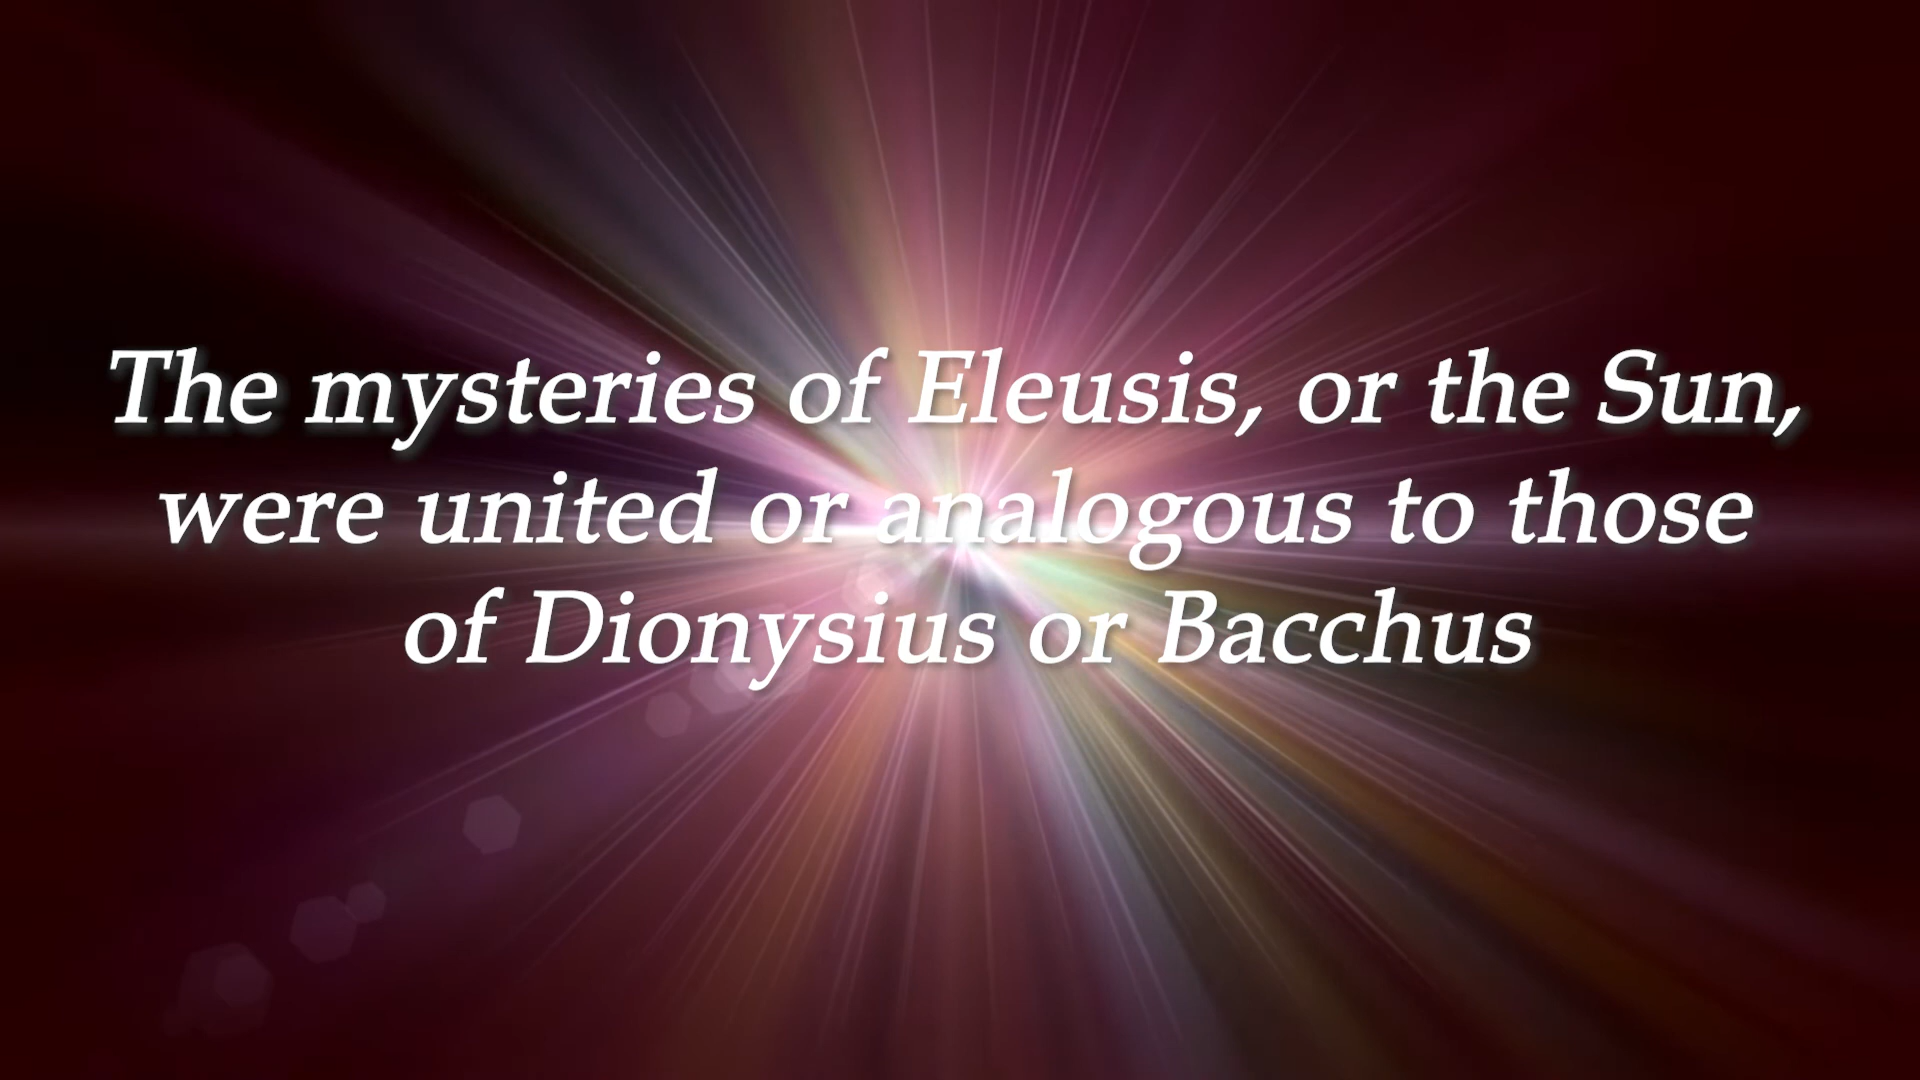 The mysteries of Eleusis, or the Sun,
were united or analogous to those
of Dionysius or Bacchus